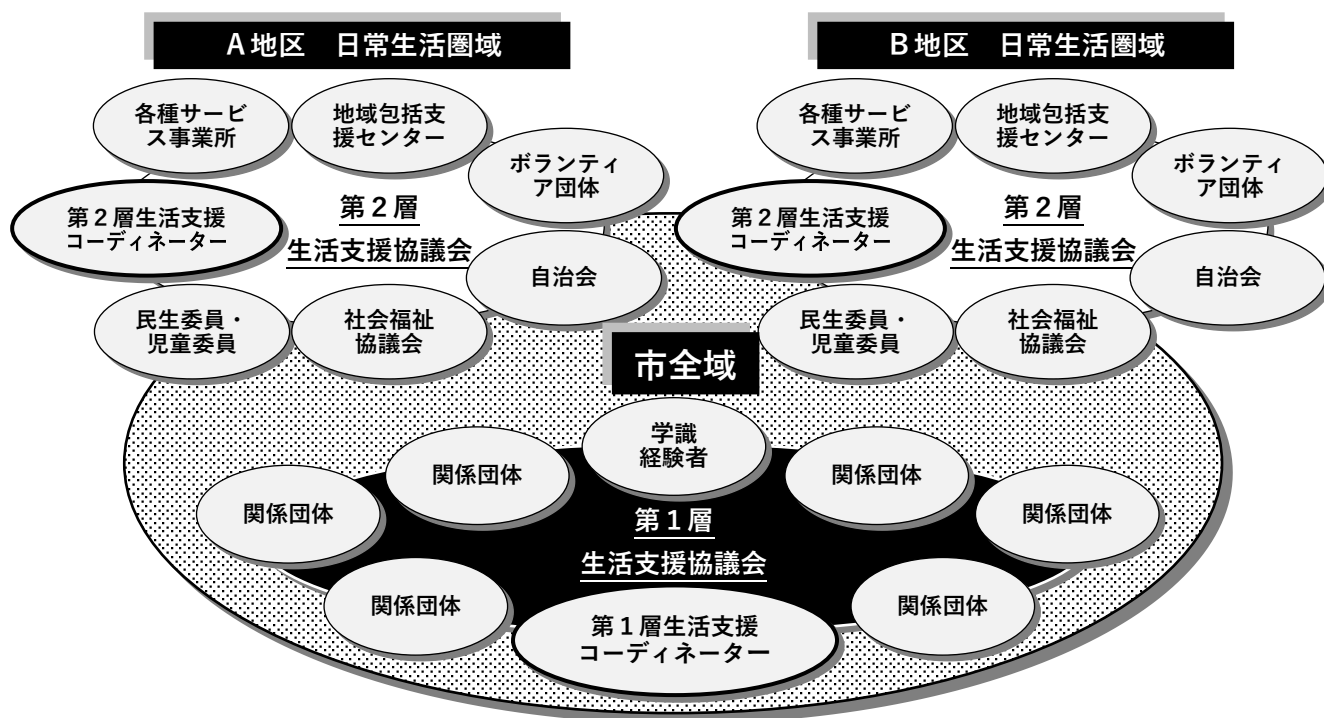 A地区　日常生活圏域
各種サービ
ス事業所
地域包括支
援センター
ボランティ
ア団体
第２層生活支援
コーディネーター
第２層
生活支援協議会
自治会
民生委員・
児童委員
社会福祉
協議会
B地区　日常生活圏域
各種サービ
ス事業所
地域包括支
援センター
ボランティ
ア団体
第２層生活支援
コーディネーター
第２層
生活支援協議会
自治会
民生委員・
児童委員
社会福祉
協議会
市全域
学識
経験者
関係団体
関係団体
関係団体
関係団体
第１層
生活支援協議会
関係団体
関係団体
第１層生活支援
コーディネーター